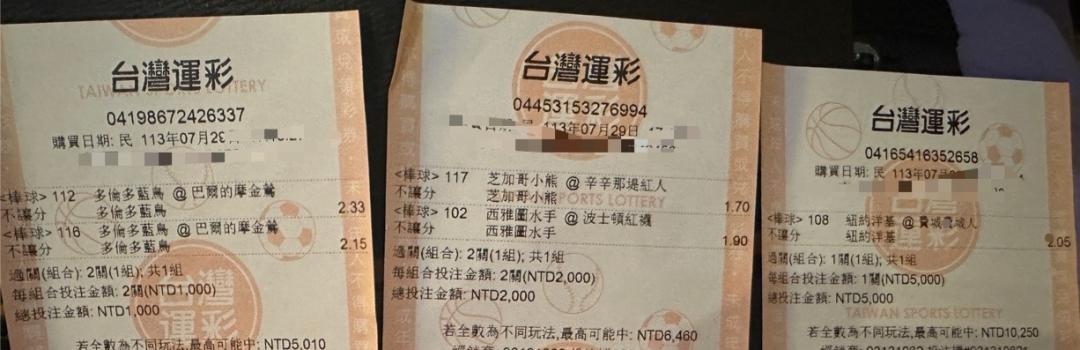 台灣運彩
TAIWAN SPORTS LOTTERY
04198672426337
購買日期: 民 113年07月2
<棒球> 112 多倫多藍鳥 @ 巴爾的摩金鶯
不讓分 多倫多藍鳥 2.33
<棒球> 116 多倫多藍鳥 @ 巴爾的摩金鶯
不讓分 多倫多藍鳥 2.15
過關(組合): 2關(1組); 共1組
每組合投注金額: 2關(NTD1,000)
總投注金額: NTD1,000
若全數為不同玩法,最高可能中: NTD5,010
台灣運彩
04453153276994
日期: 民 113年07月29日
<棒球> 117 芝加哥小熊 @ 辛辛那堤紅人
不讓分 芝加哥小熊 1.70
<棒球> 102 西雅圖水手 @ 波士頓紅襪
不讓分 西雅圖水手 1.90
過關(組合): 2關(1組); 共1組
每組合投注金額: 2關(NTD2,000)
總投注金額: NTD2,000
若全數為不同玩法,最高可能中: NTD6,460
台灣運彩
04165416352658
購買日期: 民 113年07月
<棒球> 108 紐約洋基 @ 費城費城人
不讓分 紐約洋基 2.05
過關(組合): 1關(1組); 共1組
每組合投注金額: 1關(NTD5,000)
總投注金額: NTD5,000
TAIWAN SPORTS LOTTERY
若全數為不同玩法,最高可能中: NTD10,250